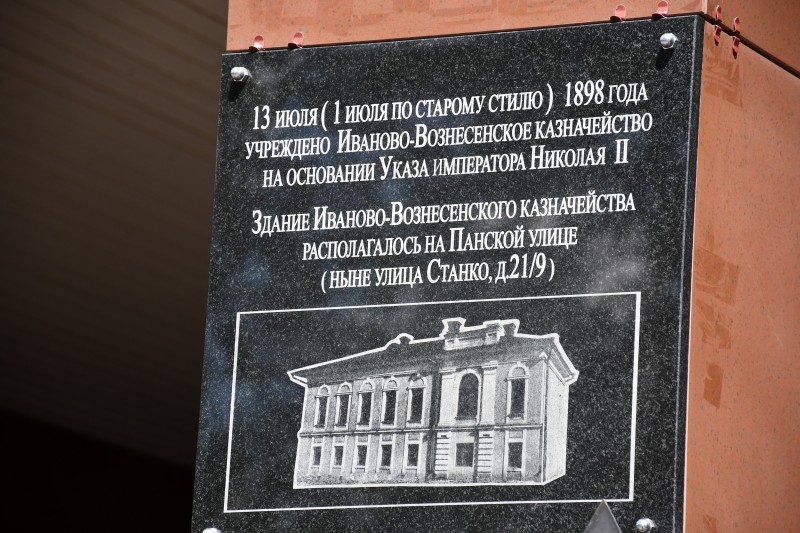 13 июля ( 1 июля по старому стилю ) 1898 года
учреждено Иваново-Вознесенское казначейство
на основании Указа императора Николая II
Здание Иваново-Вознесенского казначейства
располагалось на Панской улице
( ныне улица Станко, д.21/9 )